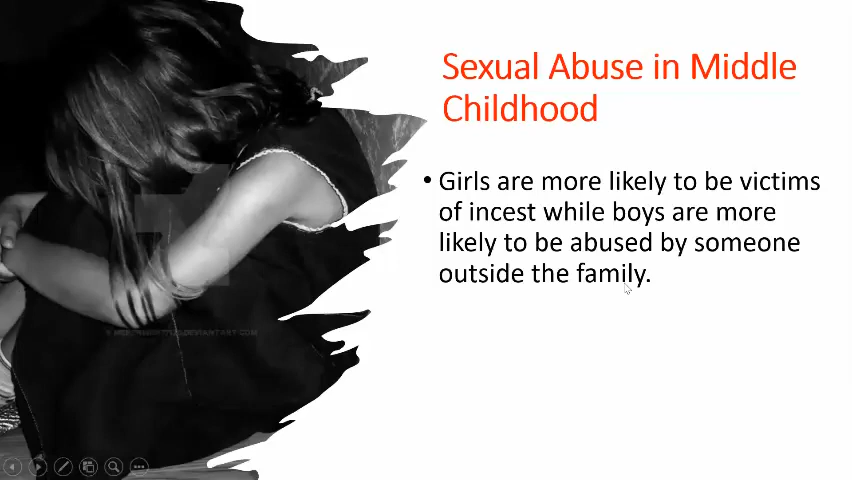 Sexual Abuse in Middle
Childhood
• Girls are more likely to be victims
of incest while boys are more
likely to be abused by someone
outside the family.